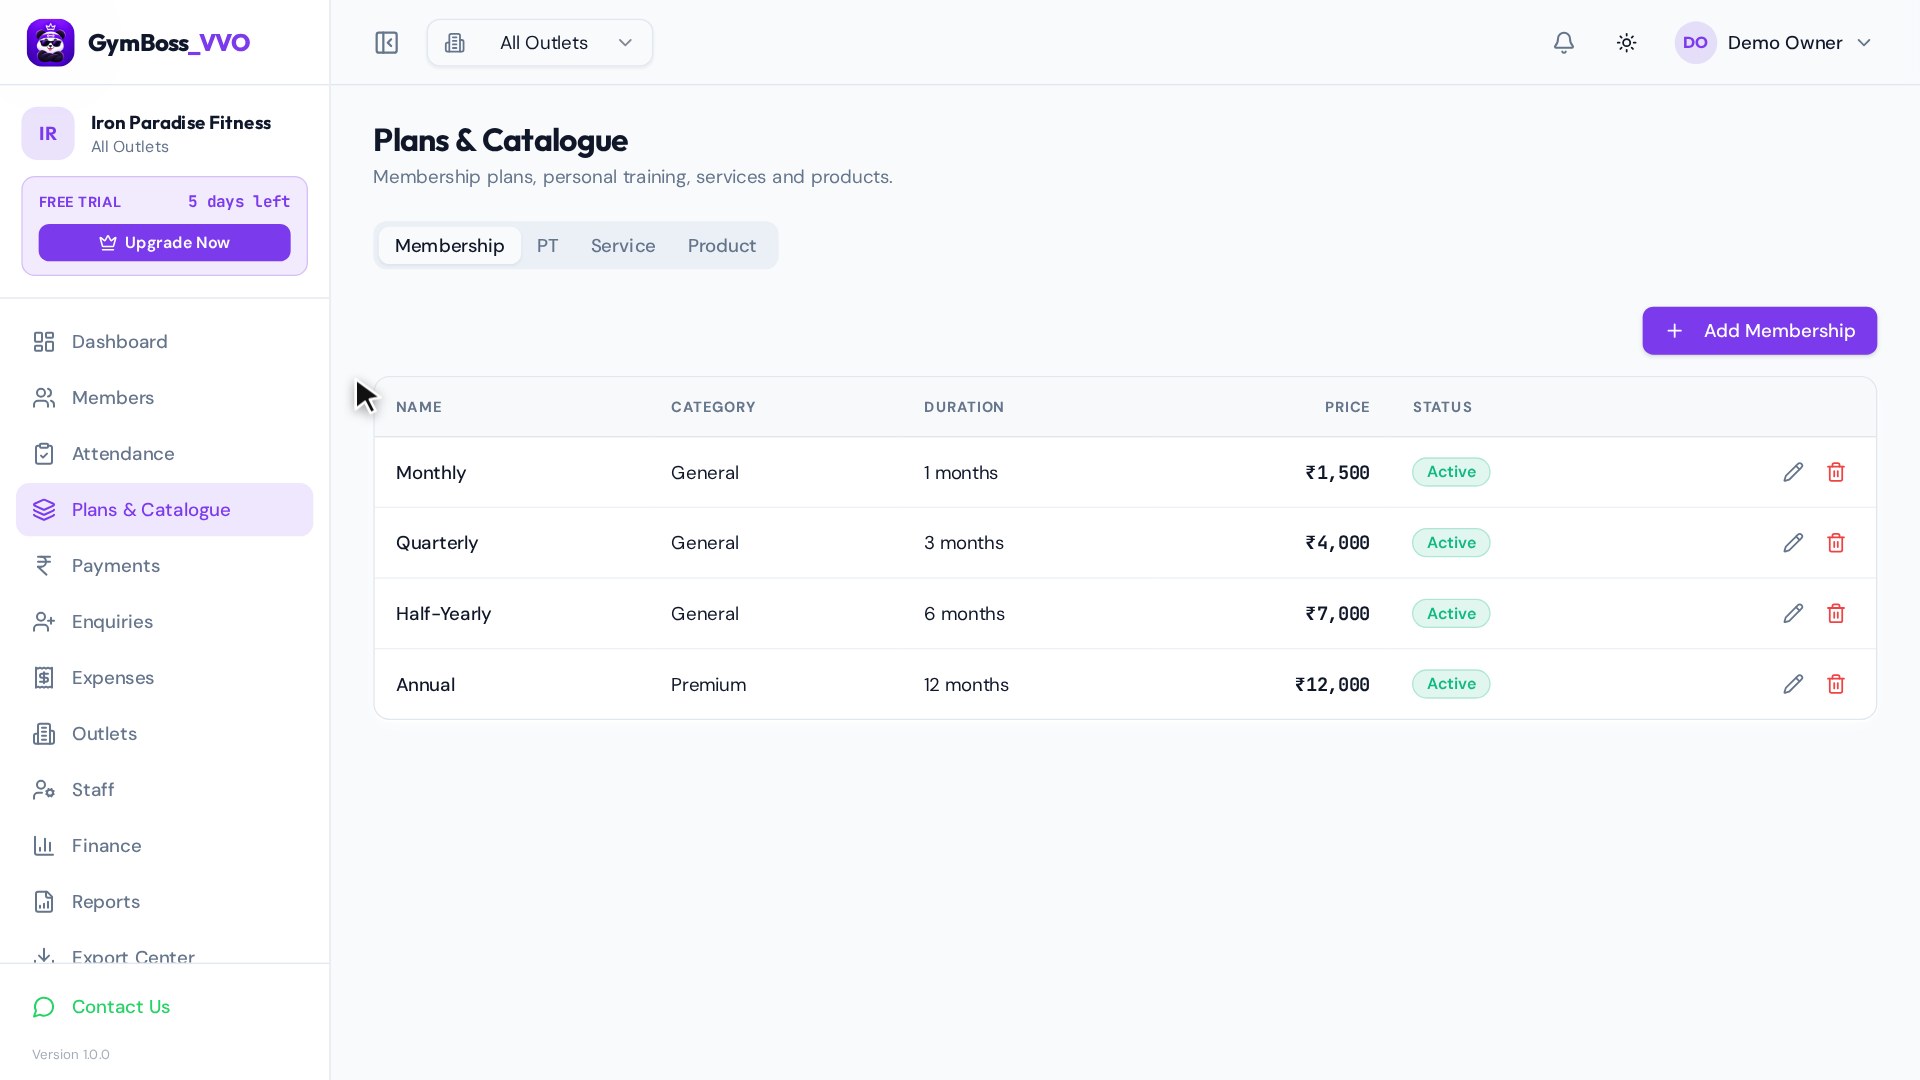 GymBoss_VVO
All Outlets
DO
Demo Owner
IR
Iron Paradise Fitness
All Outlets
FREE TRIAL
5 days left
Upgrade Now
Dashboard
Members
Attendance
Plans & Catalogue
Payments
Enquiries
Expenses
Outlets
Staff
Finance
Reports
Export Center
Contact Us
Version 1.0.0
Plans & Catalogue
Membership plans, personal training, services and products.
Membership PT Service Product
Add Membership
NAME CATEGORY DURATION PRICE STATUS
Monthly General 1 months ₹1,500 Active
Quarterly General 3 months ₹4,000 Active
Half-Yearly General 6 months ₹7,000 Active
Annual Premium 12 months ₹12,000 Active